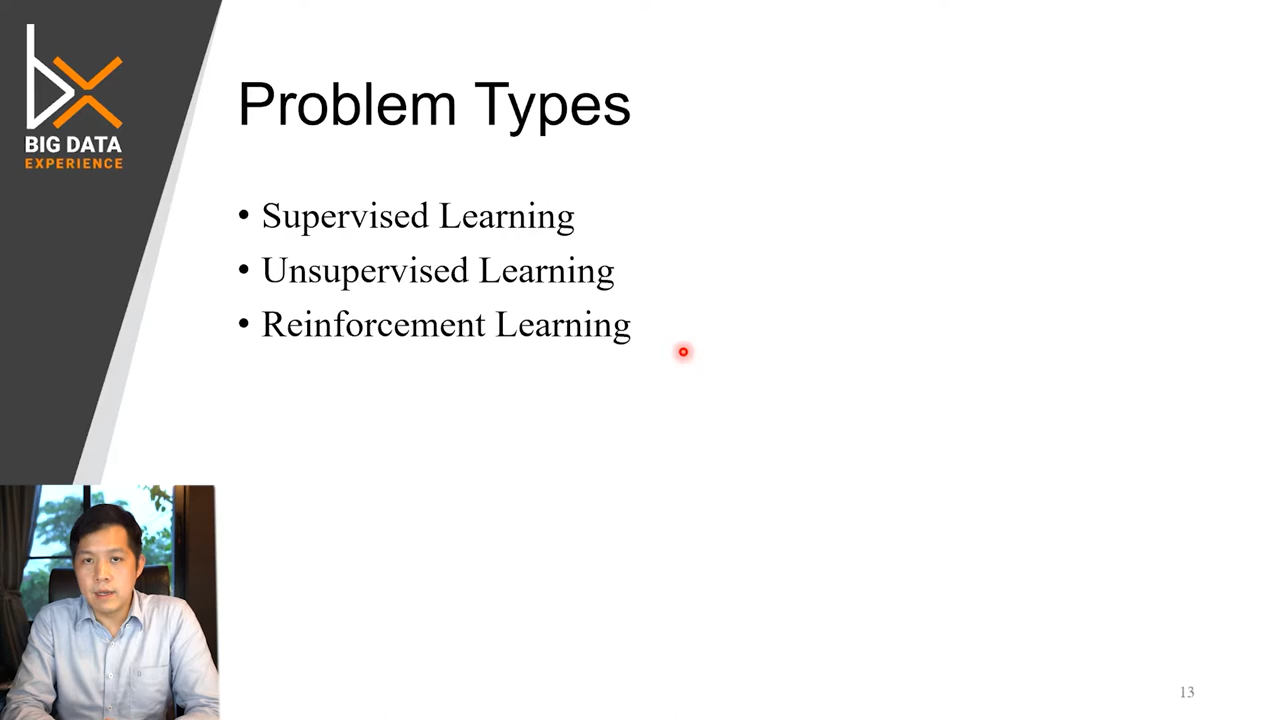 BIG DATA
EXPERIENCE
Problem Types
• Supervised Learning
• Unsupervised Learning
• Reinforcement Learning
13